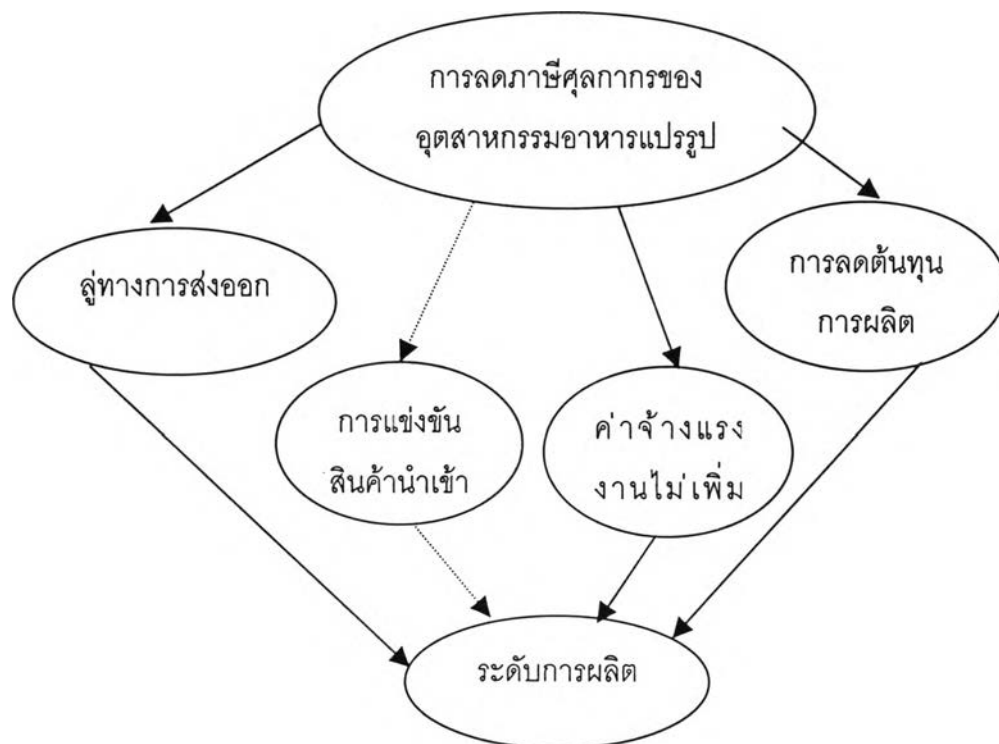 การลดภาษีศุลกากรของ
อุตสาหกรรมอาหารแปรรูป
ลู่ทางการส่งออก
การลดต้นทุน
การผลิต
การแข่งขัน
สินค้านำเข้า
ค่าจ้างแรง
งานไม่เพิ่ม
ระดับการผลิต